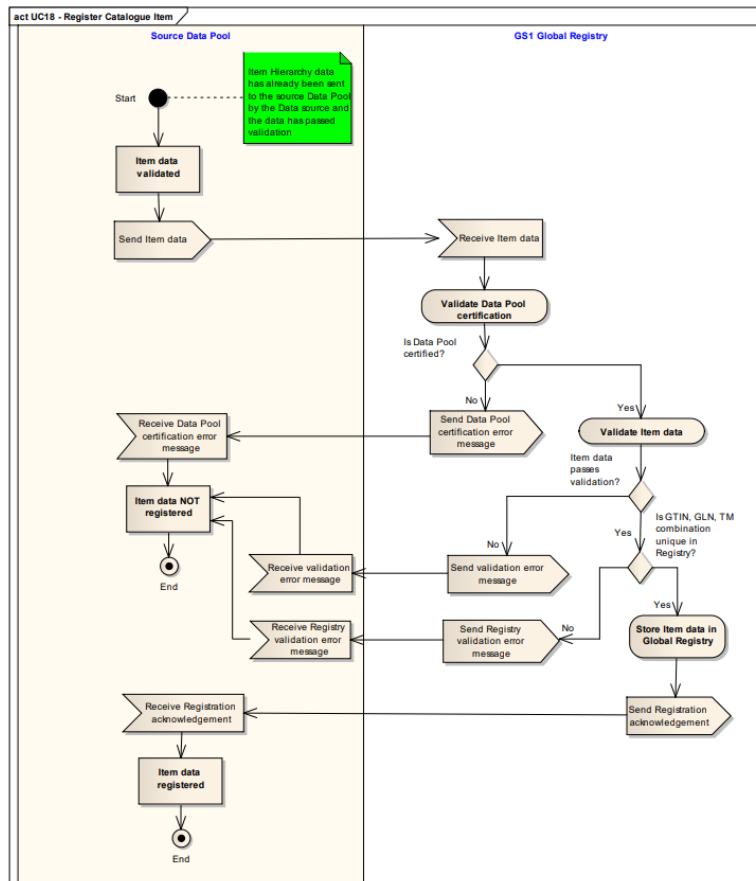 act UC18 - Register Catalogue Item
Source Data Pool
GS1 Global Registry
Item Hierarchy data
has already been sent
to the source Data Pool
by the Data source and
the data has passed
validation
Start
Item data
validated
Send Item data
Receive Item data
Validate Data Pool
certification
Is Data Pool
certified?
No
Yes
Receive Data Pool
certification error
message
Send Data Pool
certification error
message
Validate Item data
Item data
passes
validation?
Item data NOT
registered
Is GTIN, GLN, TM
combination
unique in
Registry?
Yes
No
End
Receive validation
error message
Send validation error
message
Yes
Receive Registry
validation error
message
Send Registry
validation error
message
No
Store Item data in
Global Registry
Receive Registration
acknowledgement
Send Registration
acknowledgement
Item data
registered
End